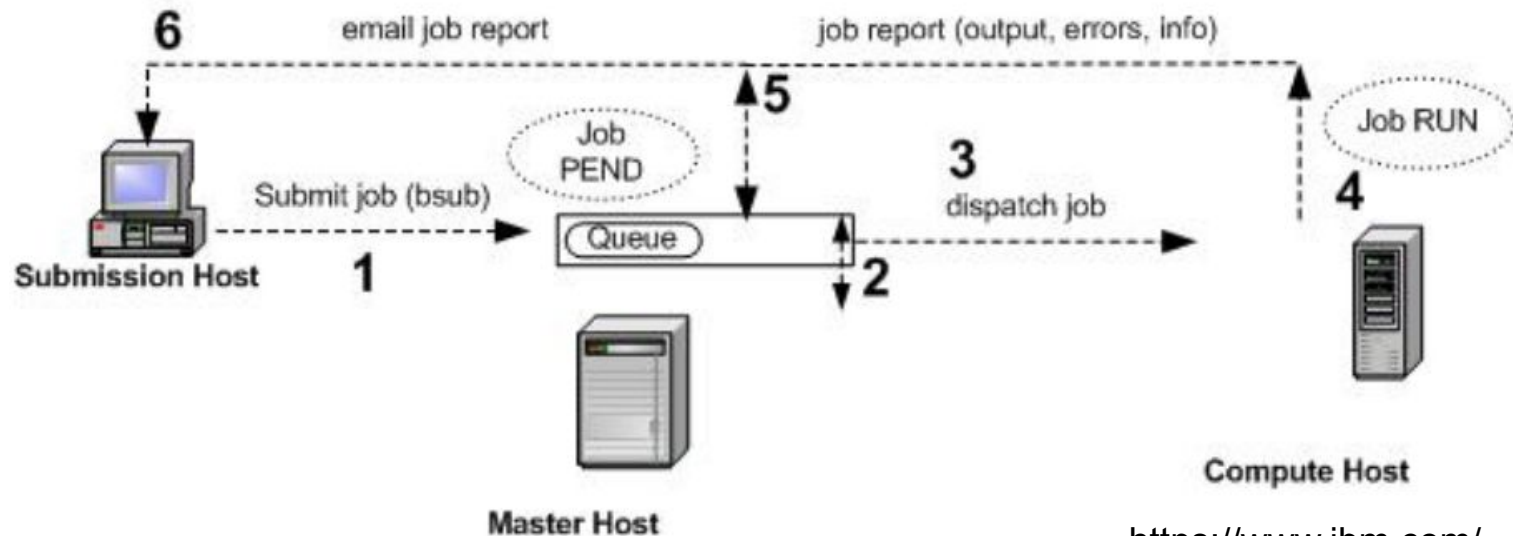 6
email job report
job report (output, errors, info)
5
Job
PEND
Job RUN
3
dispatch job
4
Submit job (bsub)
Queue
1
2
Submission Host
Compute Host
Master Host